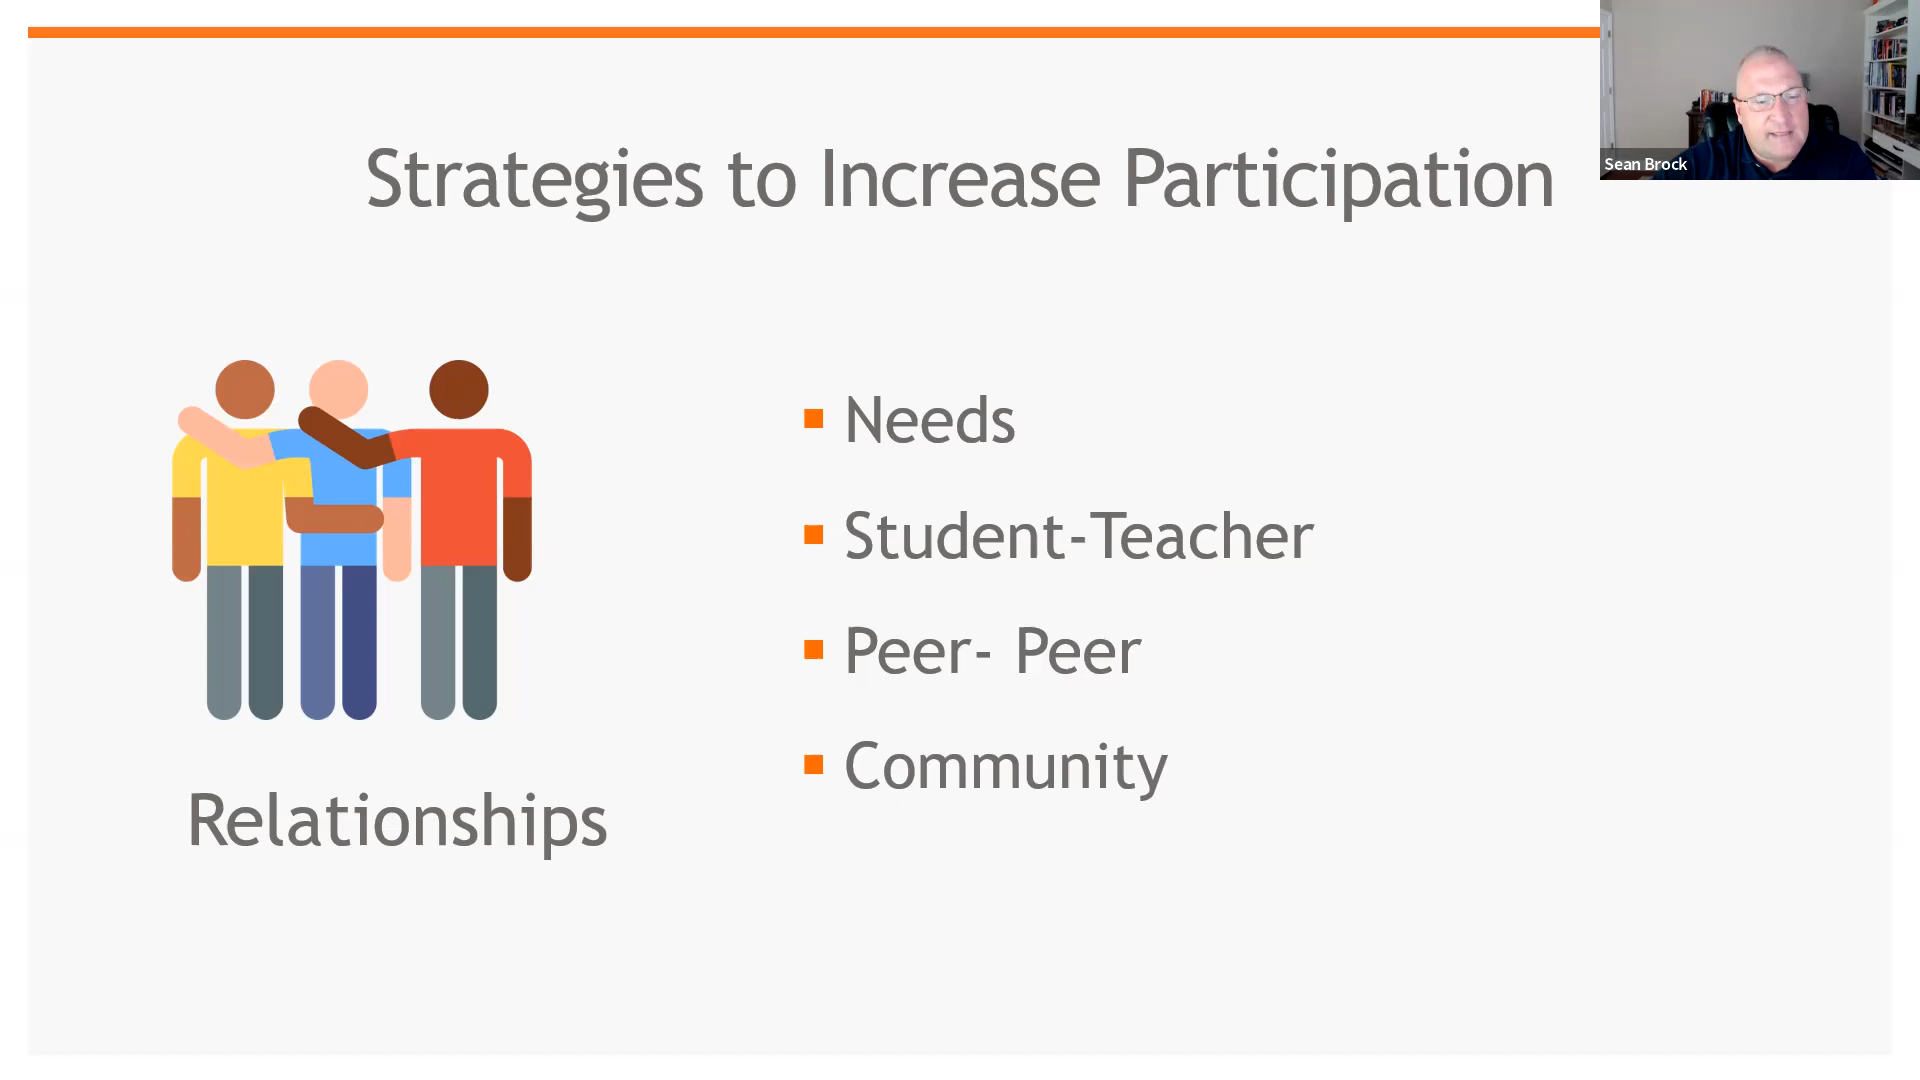 Strategies to Increase Participation
Sean Brock
Needs
Student-Teacher
Peer- Peer
Community
Relationships